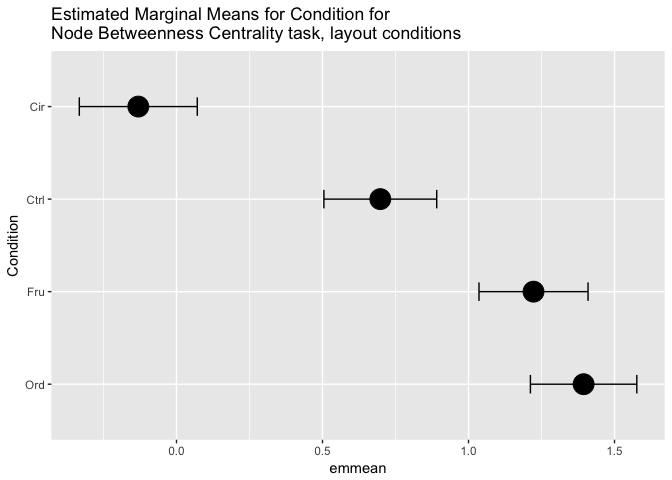 Estimated Marginal Means for Condition for
Node Betweenness Centrality task, layout conditions
Condition
Cir
Ctrl
Fru
Ord
0.0 0.5 1.0 1.5
emmean